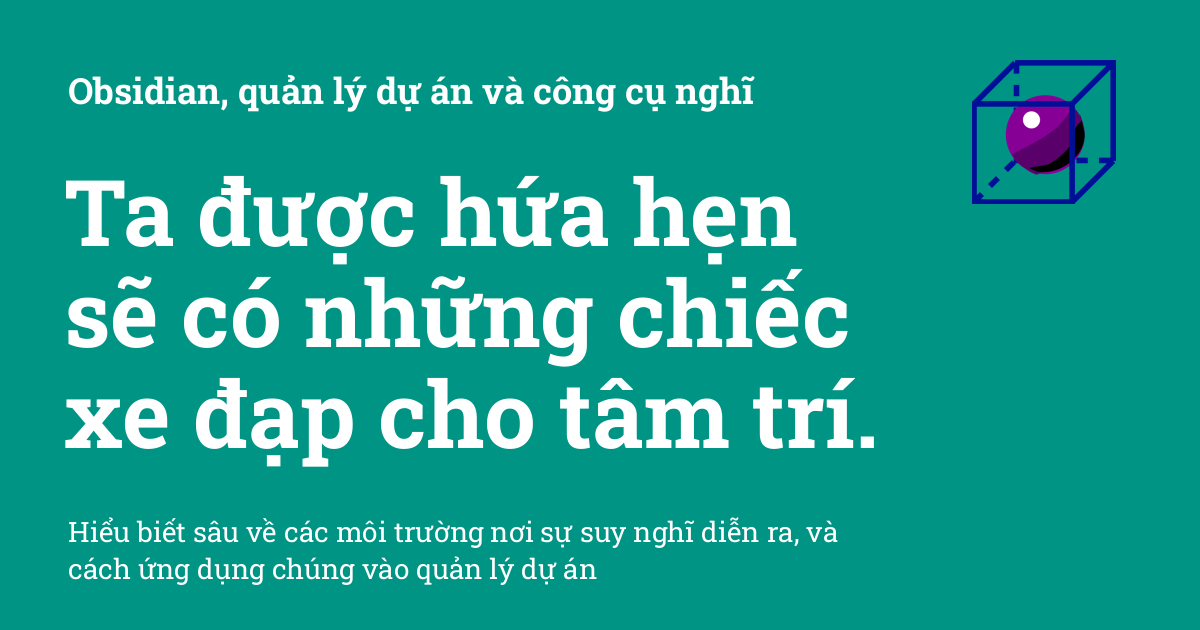 Obsidian, quản lý dự án và công cụ nghĩ
Ta được hứa hẹn
sẽ có những chiếc
xe đạp cho tâm trí.
Hiểu biết sâu về các môi trường nơi sự suy nghĩ diễn ra, và
cách ứng dụng chúng vào quản lý dự án